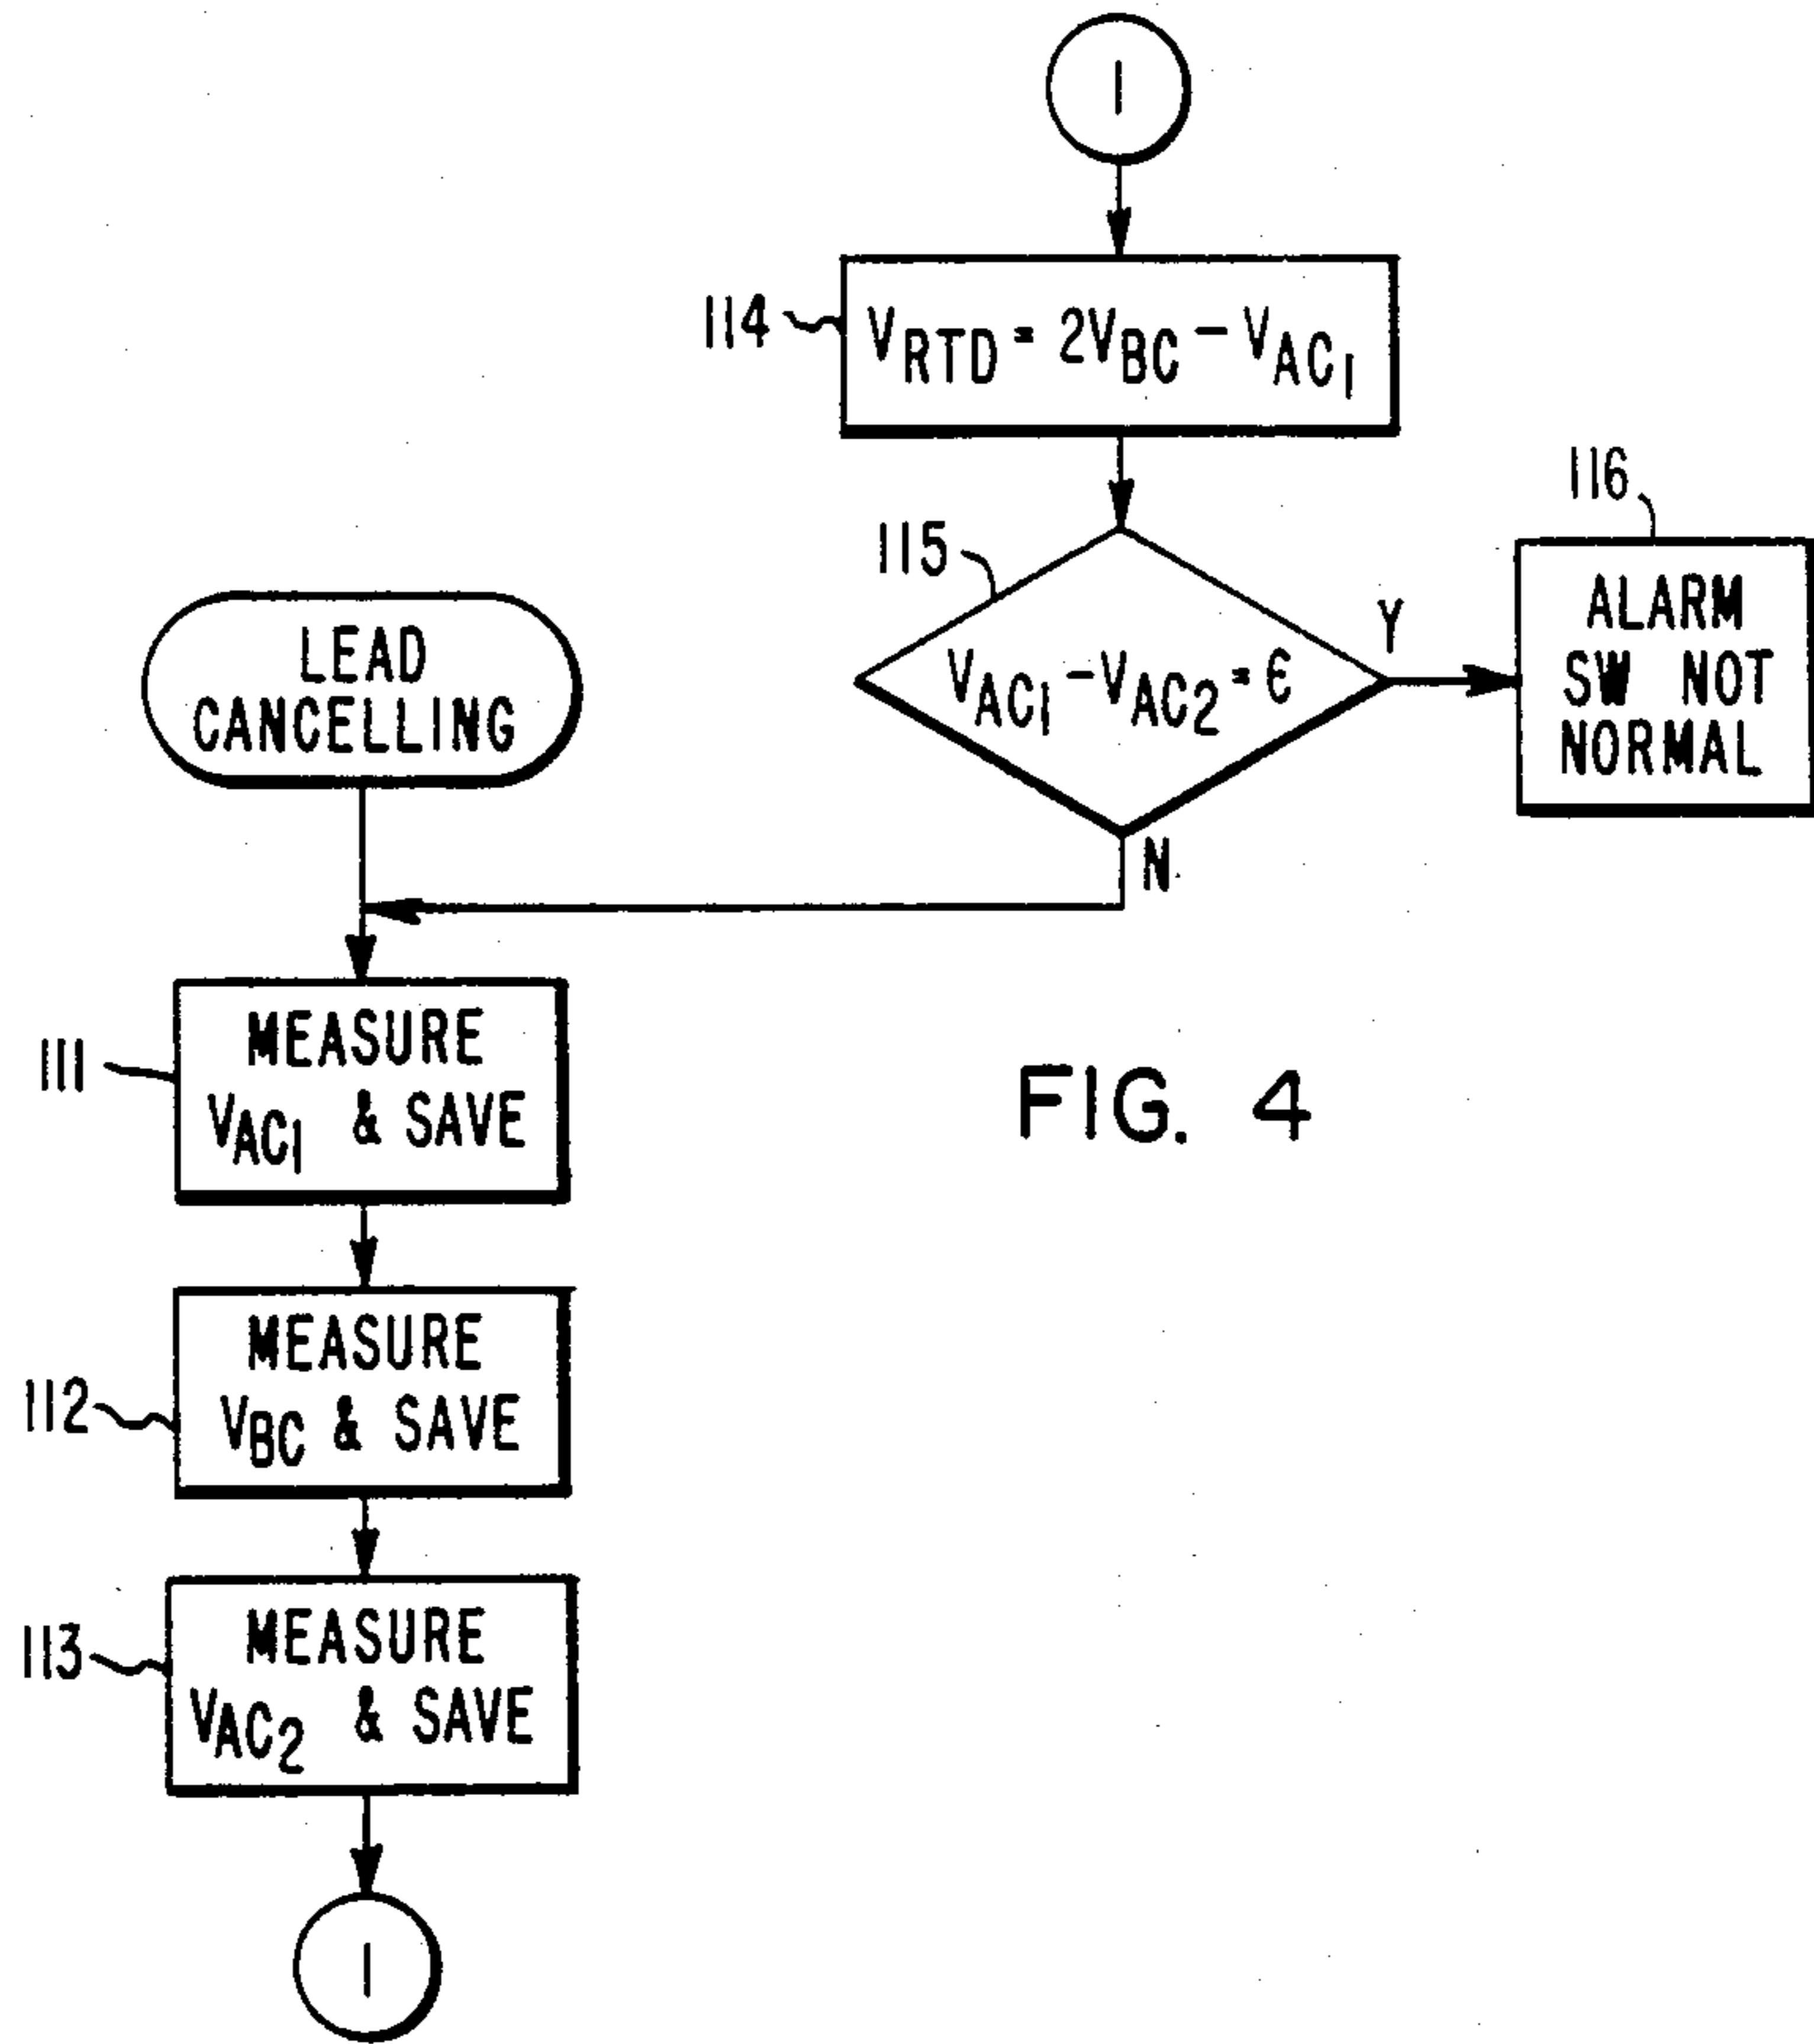 LEAD
CANCELLING
111
MEASURE
V_AC1 & SAVE
112
MEASURE
V_BC & SAVE
113
MEASURE
V_AC2 & SAVE
1
1
114
V_RTD = 2V_BC - V_AC1
115
V_AC1 - V_AC2 = ϵ
Y
N
116
ALARM
SW NOT
NORMAL
FIG. 4